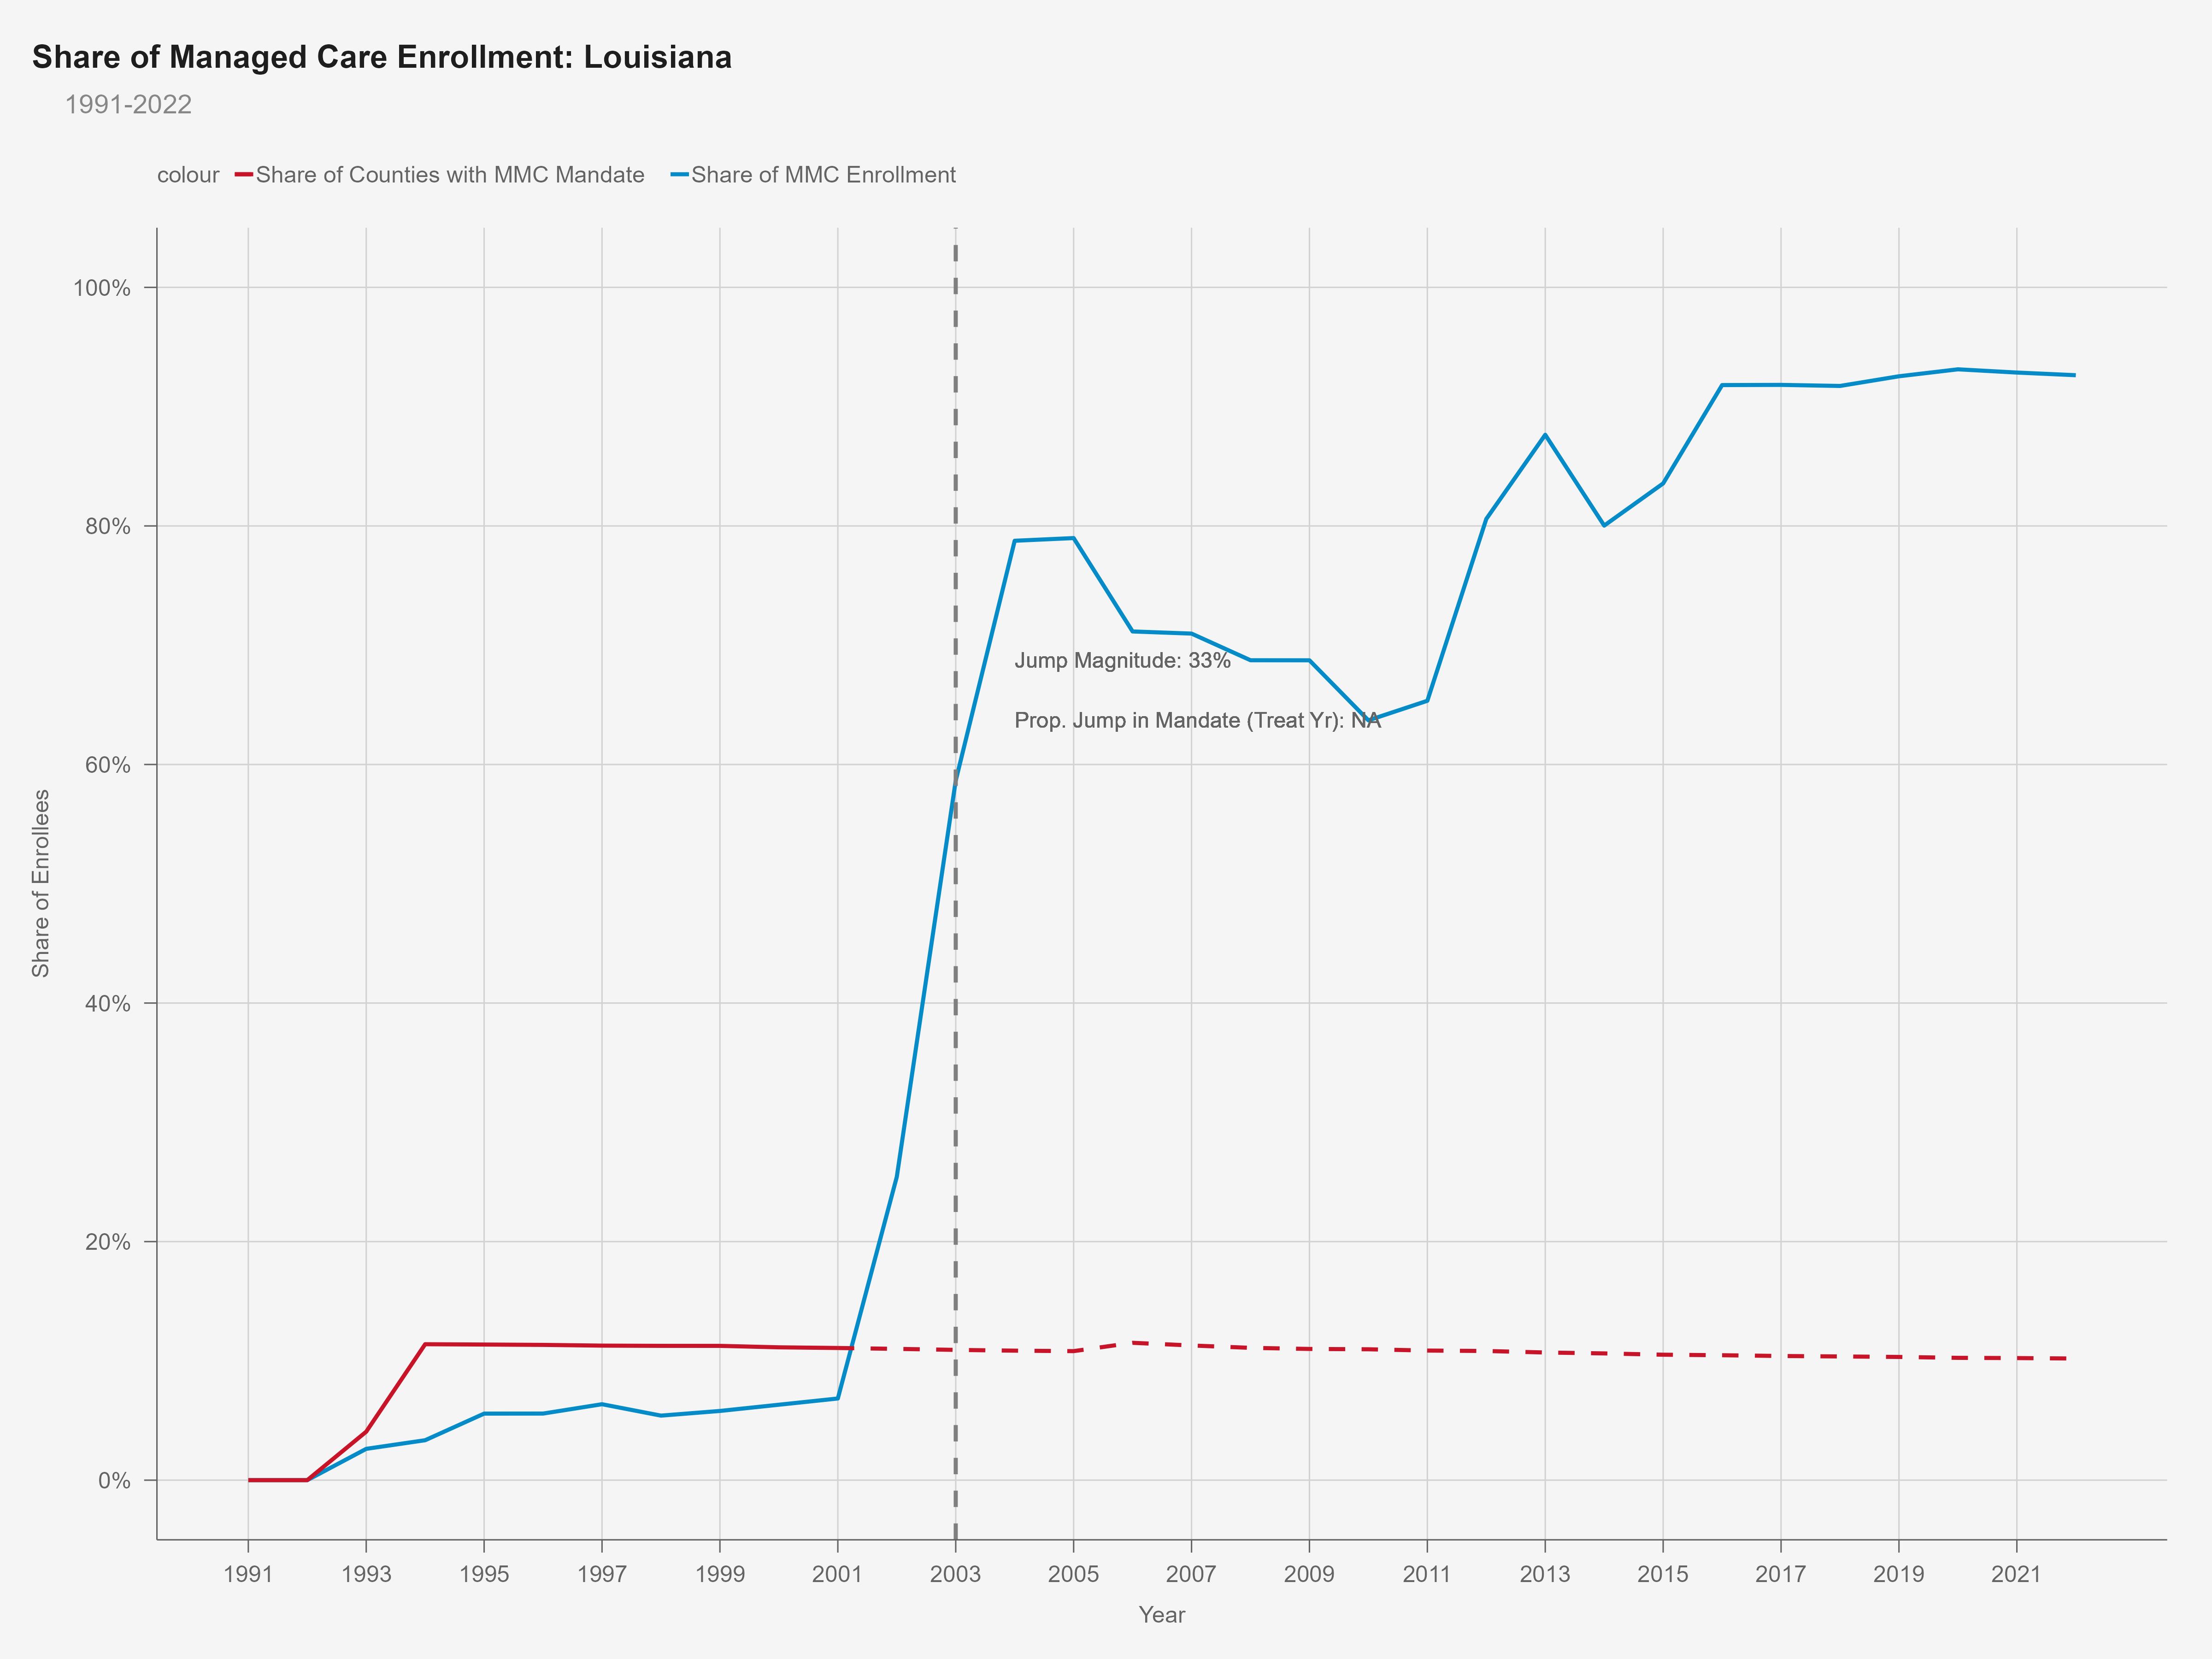 Share of Managed Care Enrollment: Louisiana
1991-2022
colour Share of Counties with MMC Mandate Share of MMC Enrollment
100%
80%
60%
40%
20%
0%
Share of Enrollees
Jump Magnitude: 33%
Prop. Jump in Mandate (Treat Yr): NA
1991 1993 1995 1997 1999 2001 2003 2005 2007 2009 2011 2013 2015 2017 2019 2021
Year